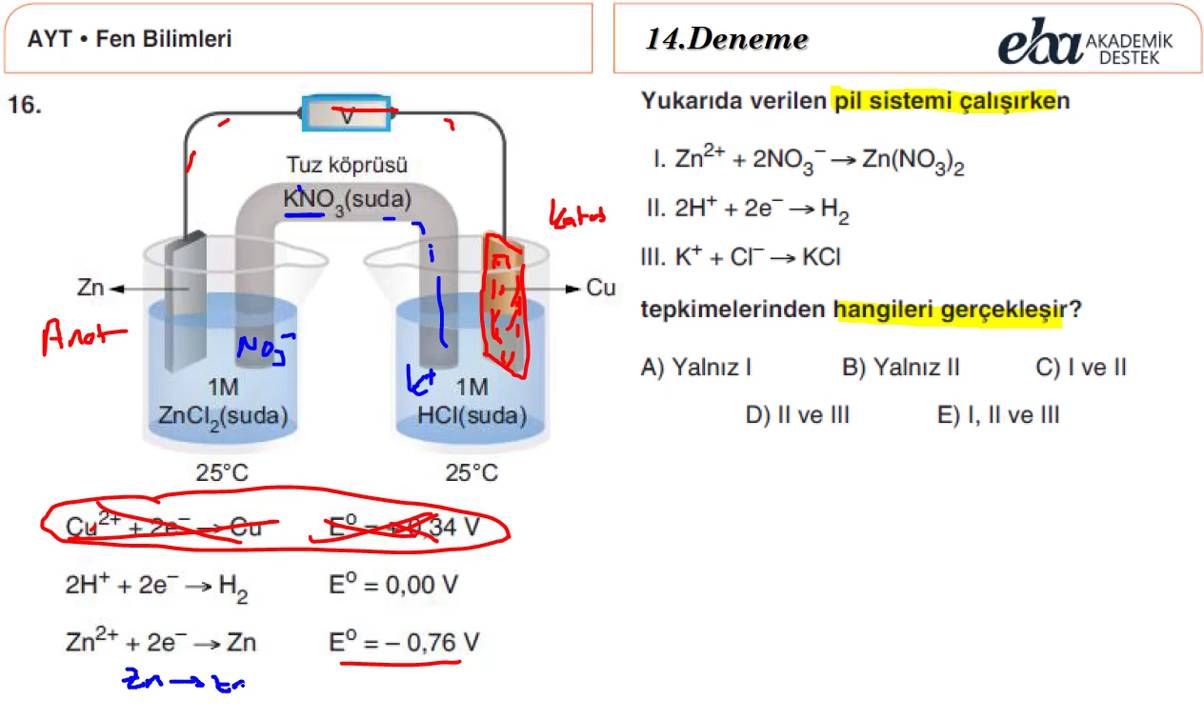 AYT • Fen Bilimleri
14.Deneme
eba AKADEMİK DESTEK
16.
V
Tuz köprüsü
KNO₃(suda)
Zn
Cu
Anot
Katot
NO₃⁻
K⁺
1M
ZnCl₂(suda)
1M
HCl(suda)
25°C
25°C
Cu²⁺ + 2e⁻ → Cu E⁰ = + 0,34 V
2H⁺ + 2e⁻ → H₂ E⁰ = 0,00 V
Zn²⁺ + 2e⁻ → Zn E⁰ = – 0,76 V
Zn → Zn
Yukarıda verilen pil sistemi çalışırken
I. Zn²⁺ + 2NO₃⁻ → Zn(NO₃)₂
II. 2H⁺ + 2e⁻ → H₂
III. K⁺ + Cl⁻ → KCl
tepkimelerinden hangileri gerçekleşir?
A) Yalnız I B) Yalnız II C) I ve II
D) II ve III E) I, II ve III